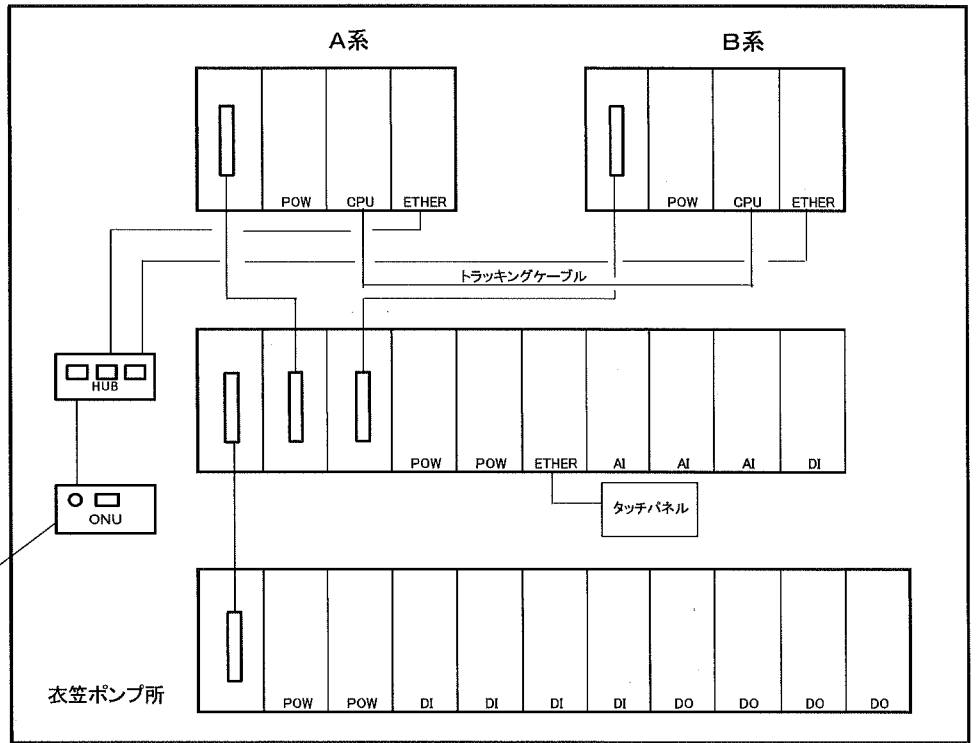 A系
B系
POW CPU ETHER
POW CPU ETHER
トラッキングケーブル
HUB
POW POW ETHER AI AI AI DI
ONU
タッチパネル
衣笠ポンプ所
POW POW DI DI DI DI DO DO DO DO